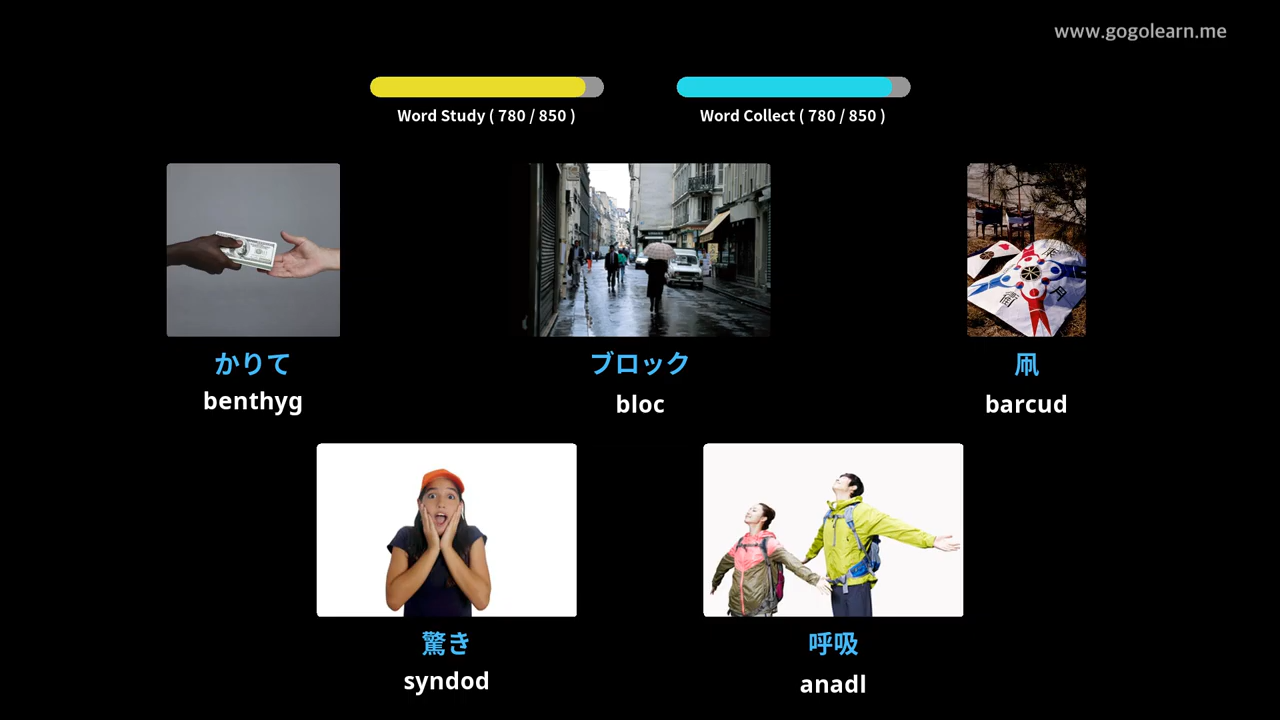 www.gogolearn.me
Word Study ( 780 / 850 )
Word Collect ( 780 / 850 )
かりて
benthyg
ブロック
bloc
凧
barcud
驚き
syndod
呼吸
anadl